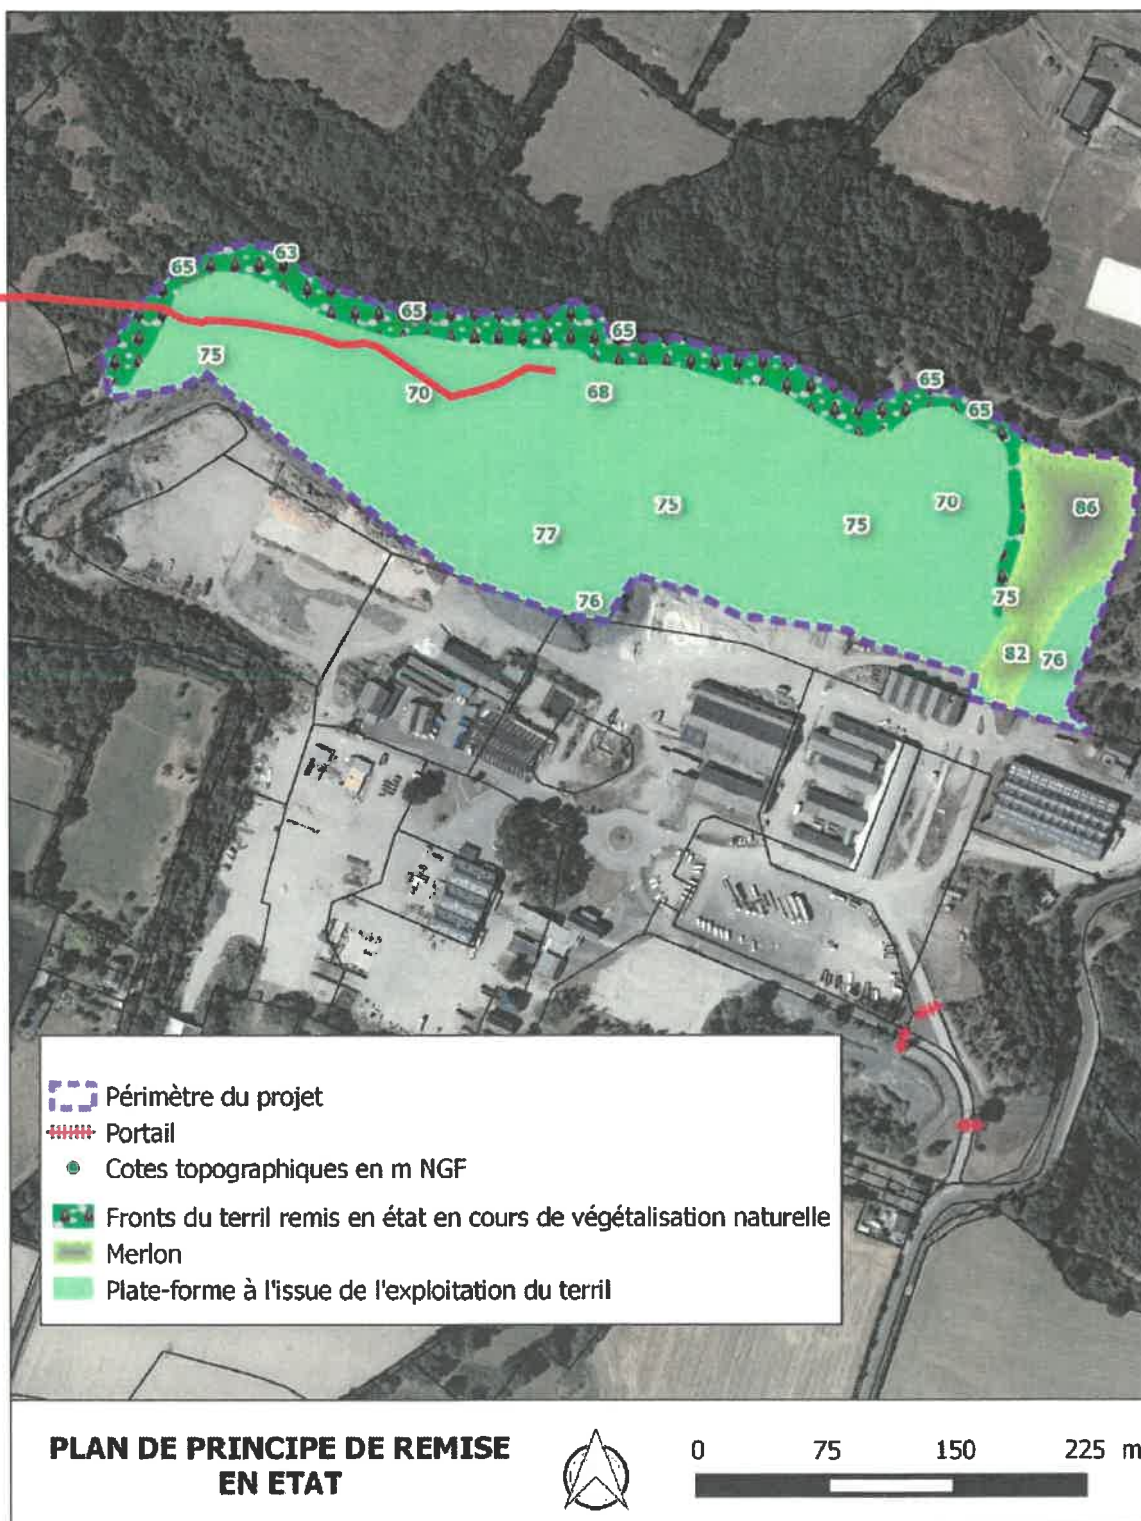 63
65
65
65
75
65
70
68
65
75
70
86
77
75
76
75
82
76
Périmètre du projet
Portail
Cotes topographiques en m NGF
Fronts du terril remis en état en cours de végétalisation naturelle
Merlon
Plate-forme à l'issue de l'exploitation du terril
PLAN DE PRINCIPE DE REMISE
EN ETAT
0 75 150 225 m